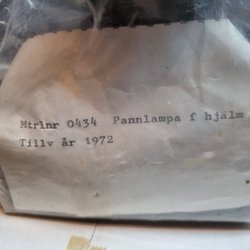 Mtrlnr 0434 Pannlampa f hjälm
Tillv år 1972